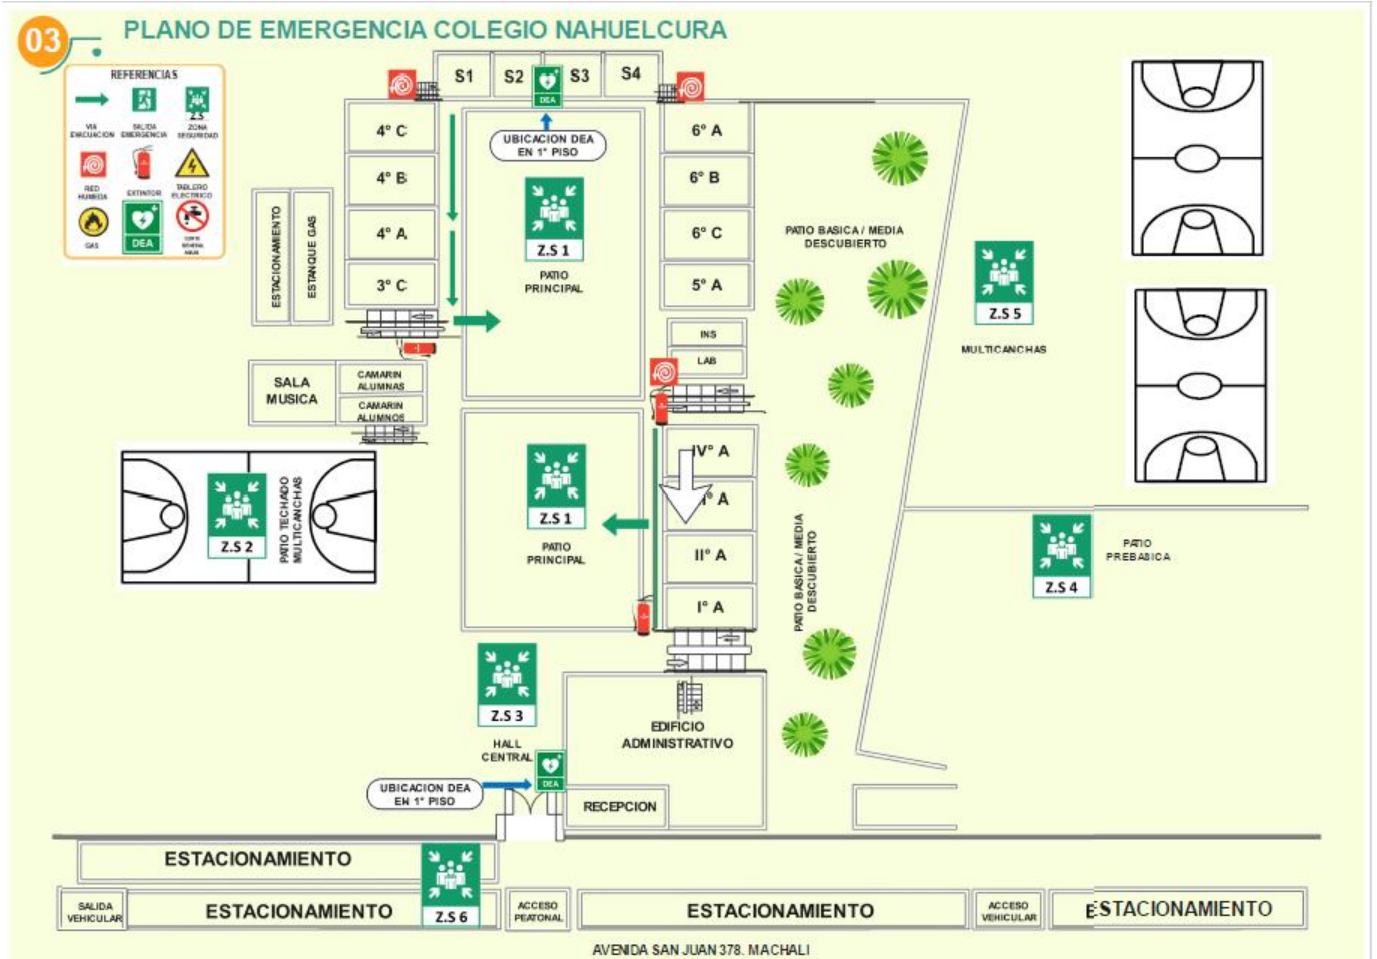 03
PLANO DE EMERGENCIA COLEGIO NAHUELCURA
REFERENCIAS
VIA
EVACUACION
SALIDA
EMERGENCIA
Z.S
ZONA
SEGURIDAD
RED
HUMEDA
EXTINTOR
TABLERO
ELECTRICO
GAS
DEA
CORTE
GENERAL
S1
S2
S3
S4
DEA
UBICACION DEA
EN 1° PISO
4° C
4° B
4° A
3° C
6° A
6° B
6° C
5° A
INS
LAB
Z.S 1
PATIO
PRINCIPAL
ESTACIONAMIENTO
ESTANQUE GAS
PATIO BASICA / MEDIA
DESCUBIERTO
Z.S 5
MULTICANCHAS
SALA
MUSICA
CAMARIN
ALUMNAS
CAMARIN
ALUMNOS
Z.S 2
PATIO TECHADO
MULTICANCHAS
Z.S 1
PATIO
PRINCIPAL
IV° A
I° A
II° A
I° A
PATIO BASICA / MEDIA
DESCUBIERTO
Z.S 4
PATIO
PREBASICA
Z.S 3
HALL
CENTRAL
EDIFICIO
ADMINISTRATIVO
DEA
UBICACION DEA
EN 1° PISO
RECEPCION
ESTACIONAMIENTO
SALIDA
VEHICULAR
ESTACIONAMIENTO
Z.S 6
ACCESO
PEATONAL
ESTACIONAMIENTO
ACCESO
VEHICULAR
ESTACIONAMIENTO
AVENIDA SAN JUAN 378. MACHALI